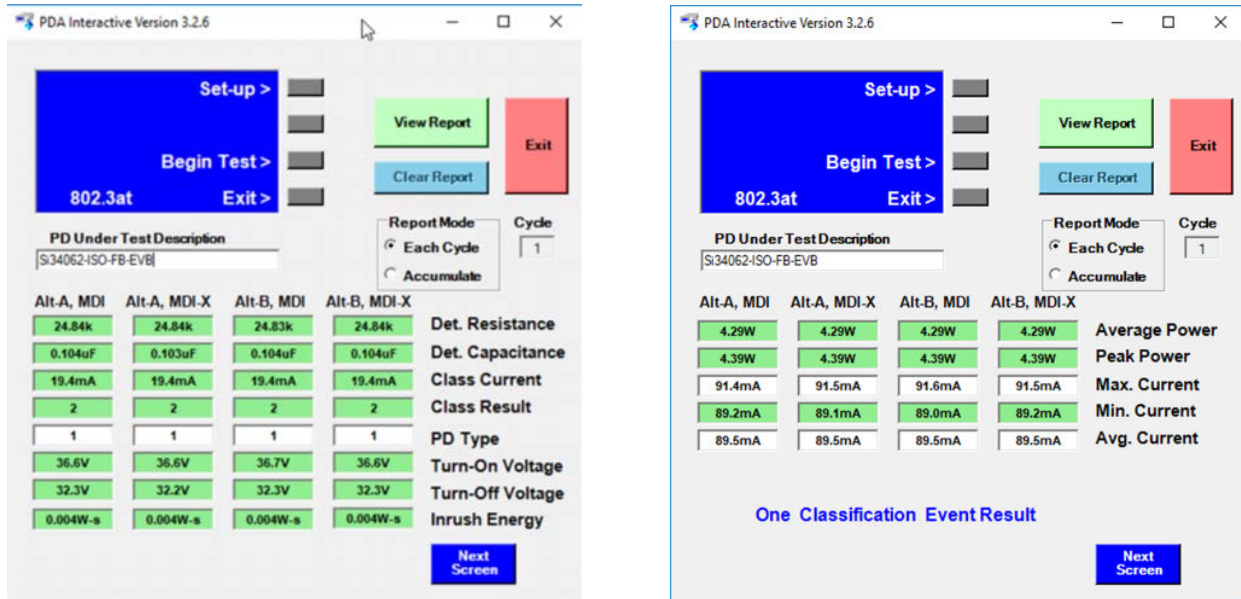 PDA Interactive Version 3.2.6
Set-up >
View Report
Exit
Begin Test >
Clear Report
802.3at Exit >
Report Mode Cycle
PD Under Test Description
Each Cycle 1
Si34062-ISO-FB-EVB
Accumulate
Alt-A, MDI Alt-A, MDI-X Alt-B, MDI Alt-B, MDI-X
24.84k 24.84k 24.83k 24.84k Det. Resistance
0.104uF 0.103uF 0.104uF 0.104uF Det. Capacitance
19.4mA 19.4mA 19.4mA 19.4mA Class Current
2 2 2 2 Class Result
1 1 1 1 PD Type
36.6V 36.6V 36.7V 36.6V Turn-On Voltage
32.3V 32.2V 32.3V 32.3V Turn-Off Voltage
0.004W-s 0.004W-s 0.004W-s 0.004W-s Inrush Energy
Next
Screen
PDA Interactive Version 3.2.6
Set-up >
View Report
Exit
Begin Test >
Clear Report
802.3at Exit >
Report Mode Cycle
PD Under Test Description
Each Cycle 1
Si34062-ISO-FB-EVB
Accumulate
Alt-A, MDI Alt-A, MDI-X Alt-B, MDI Alt-B, MDI-X
4.29W 4.29W 4.29W 4.29W Average Power
4.39W 4.39W 4.39W 4.39W Peak Power
91.4mA 91.5mA 91.6mA 91.5mA Max. Current
89.2mA 89.1mA 89.0mA 89.2mA Min. Current
89.5mA 89.5mA 89.5mA 89.5mA Avg. Current
One Classification Event Result
Next
Screen